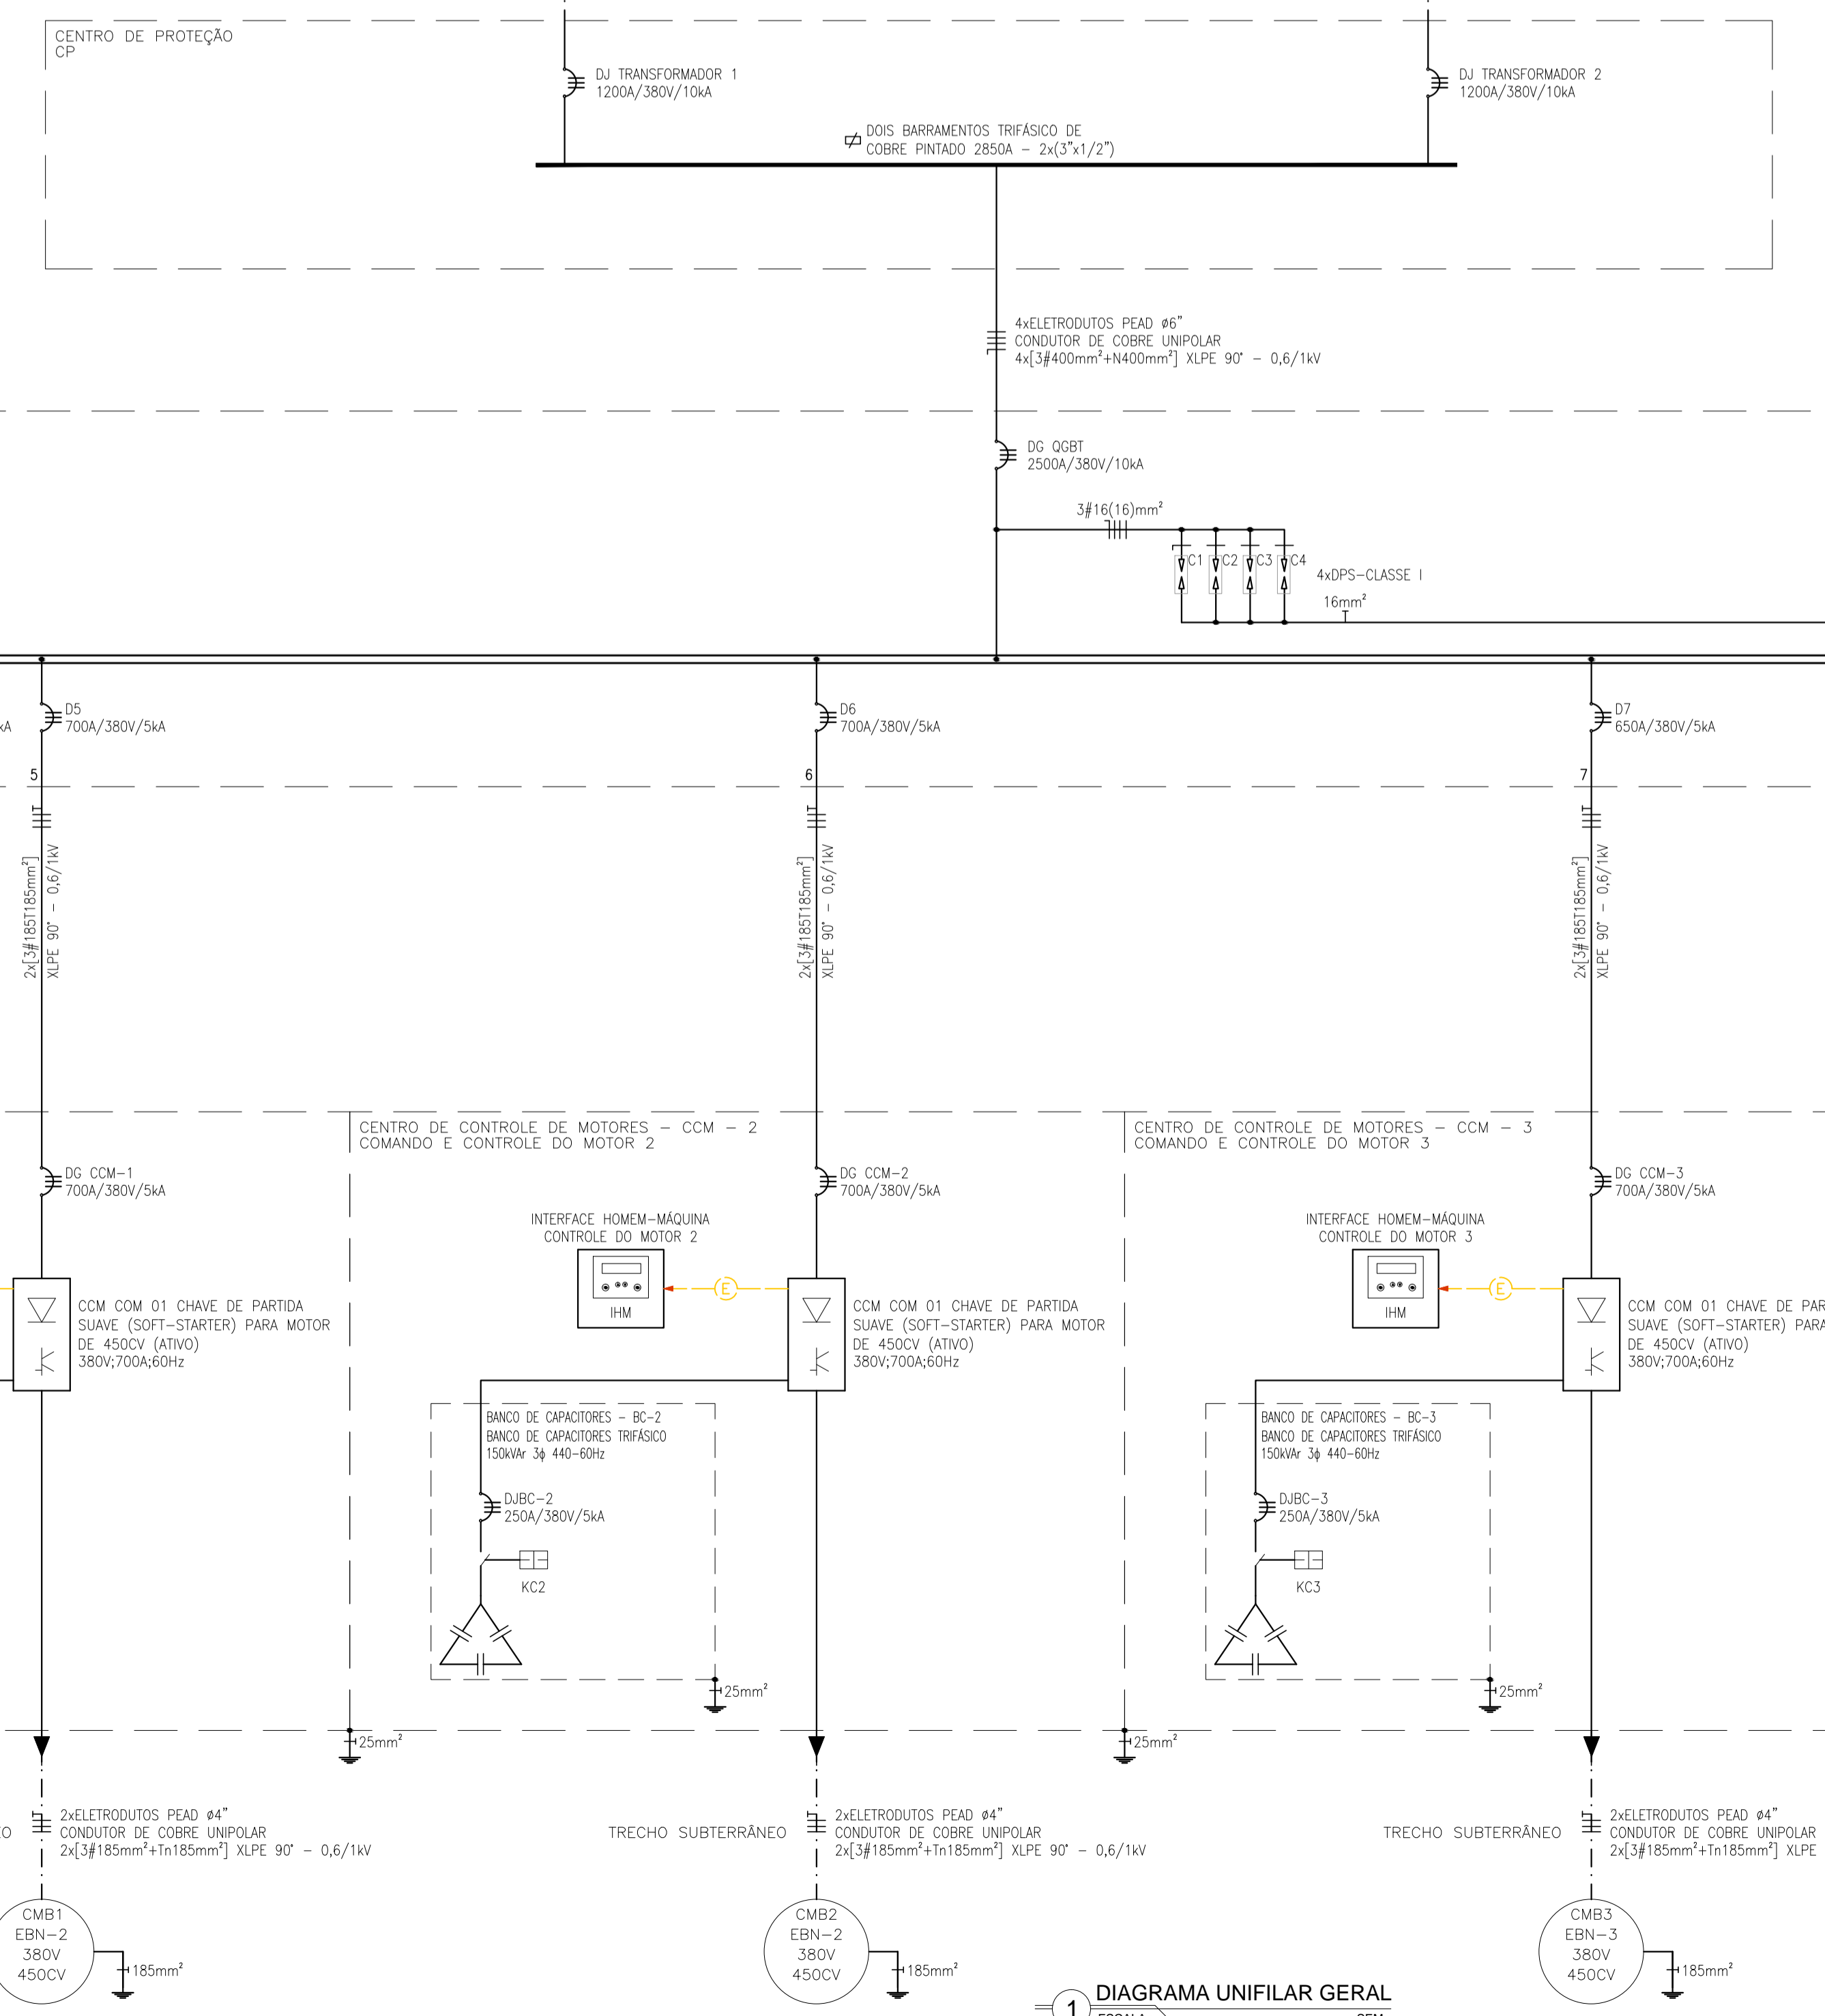 CENTRO DE PROTEÇÃO
CP
DJ TRANSFORMADOR 1
1200A/380V/10kA
DJ TRANSFORMADOR 2
1200A/380V/10kA
DOIS BARRAMENTOS TRIFÁSICO DE
COBRE PINTADO 2850A – 2x(3"x1/2")
4xELETRODUTOS PEAD ø6"
CONDUTOR DE COBRE UNIPOLAR
4x[3#400mm²+N400mm²] XLPE 90° – 0,6/1kV
DG QGBT
2500A/380V/10kA
3#16(16)mm²
C1
C2
C3
C4
4xDPS–CLASSE I
16mm²
kA
D5
700A/380V/5kA
D6
700A/380V/5kA
D7
650A/380V/5kA
5
6
7
2x[3#185T185mm²]
XLPE 90° – 0,6/1kV
2x[3#185T185mm²]
XLPE 90° – 0,6/1kV
2x[3#185T185mm²]
XLPE 90° – 0,6/1kV
CENTRO DE CONTROLE DE MOTORES – CCM – 2
COMANDO E CONTROLE DO MOTOR 2
CENTRO DE CONTROLE DE MOTORES – CCM – 3
COMANDO E CONTROLE DO MOTOR 3
DG CCM–1
700A/380V/5kA
DG CCM–2
700A/380V/5kA
DG CCM–3
700A/380V/5kA
INTERFACE HOMEM–MÁQUINA
CONTROLE DO MOTOR 2
IHM
E
INTERFACE HOMEM–MÁQUINA
CONTROLE DO MOTOR 3
IHM
E
CCM COM 01 CHAVE DE PARTIDA
SUAVE (SOFT–STARTER) PARA MOTOR
DE 450CV (ATIVO)
380V;700A;60Hz
CCM COM 01 CHAVE DE PARTIDA
SUAVE (SOFT–STARTER) PARA MOTOR
DE 450CV (ATIVO)
380V;700A;60Hz
CCM COM 01 CHAVE DE PAR
SUAVE (SOFT–STARTER) PARA
DE 450CV (ATIVO)
380V;700A;60Hz
BANCO DE CAPACITORES – BC–2
BANCO DE CAPACITORES TRIFÁSICO
150kVAr 3ϕ 440–60Hz
DJBC–2
250A/380V/5kA
KC2
25mm²
BANCO DE CAPACITORES – BC–3
BANCO DE CAPACITORES TRIFÁSICO
150kVAr 3ϕ 440–60Hz
DJBC–3
250A/380V/5kA
KC3
25mm²
25mm²
25mm²
EO
2xELETRODUTOS PEAD ø4"
CONDUTOR DE COBRE UNIPOLAR
2x[3#185mm²+Tn185mm²] XLPE 90° – 0,6/1kV
TRECHO SUBTERRÂNEO
2xELETRODUTOS PEAD ø4"
CONDUTOR DE COBRE UNIPOLAR
2x[3#185mm²+Tn185mm²] XLPE 90° – 0,6/1kV
TRECHO SUBTERRÂNEO
2xELETRODUTOS PEAD ø4"
CONDUTOR DE COBRE UNIPOLAR
2x[3#185mm²+Tn185mm²] XLPE
CMB1
EBN–2
380V
450CV
185mm²
CMB2
EBN–2
380V
450CV
185mm²
CMB3
EBN–3
380V
450CV
185mm²
1
DIAGRAMA UNIFILAR GERAL